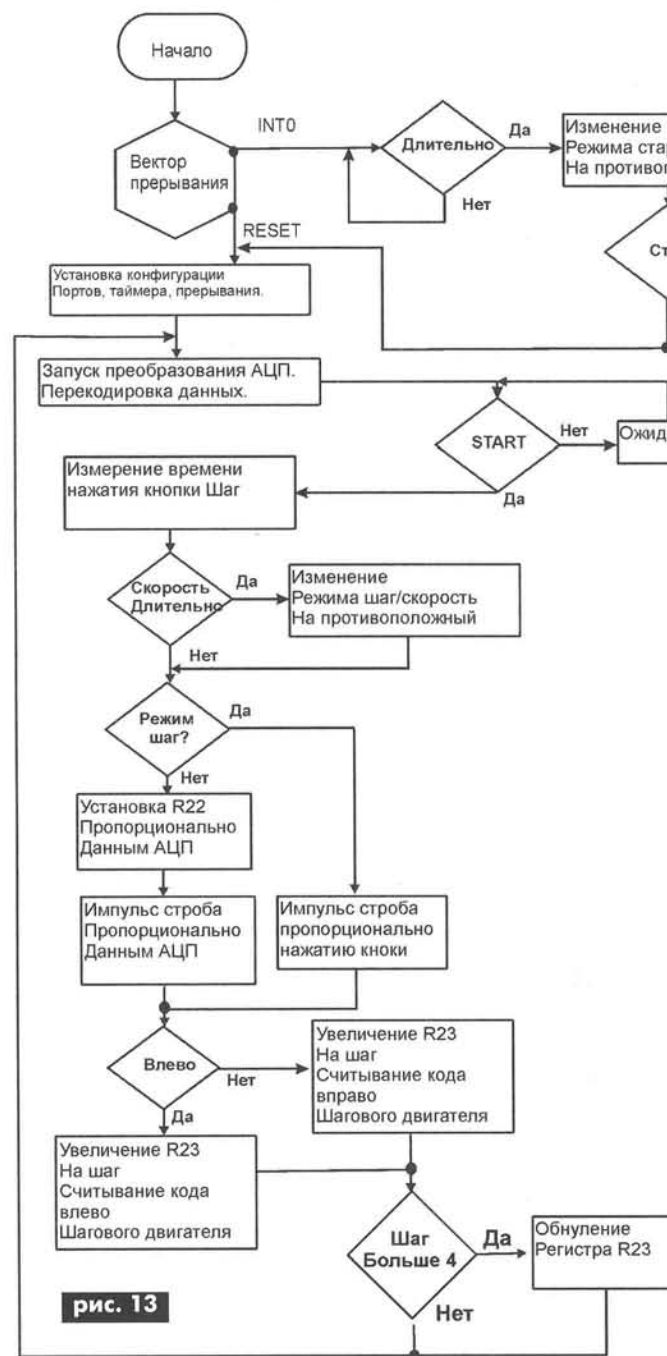 Начало
INT0
Вектор
прерывания
RESET
Длительно
Да
Нет
Изменение
Режима
На
Установка конфигурации
Портов, таймера, прерывания.
Запуск преобразования АЦП.
Перекодировка данных.
START
Нет
Да
Измерение времени
нажатия кнопки Шаг
Скорость
Длительно
Да
Нет
Изменение
Режима шаг/скорость
На противоположный
Режим
шаг?
Да
Нет
Установка R22
Пропорционально
Данным АЦП
Импульс строба
Пропорционально
Данным АЦП
Импульс строба
пропорционально
нажатию кноки
Влево
Нет
Да
Увеличение R23
На шаг
Считывание кода
вправо
Шагового двигателя
Увеличение R23
На шаг
Считывание кода
влево
Шагового двигателя
Шаг
Больше 4
Да
Нет
Обнуление
Регистра R23
рис. 13